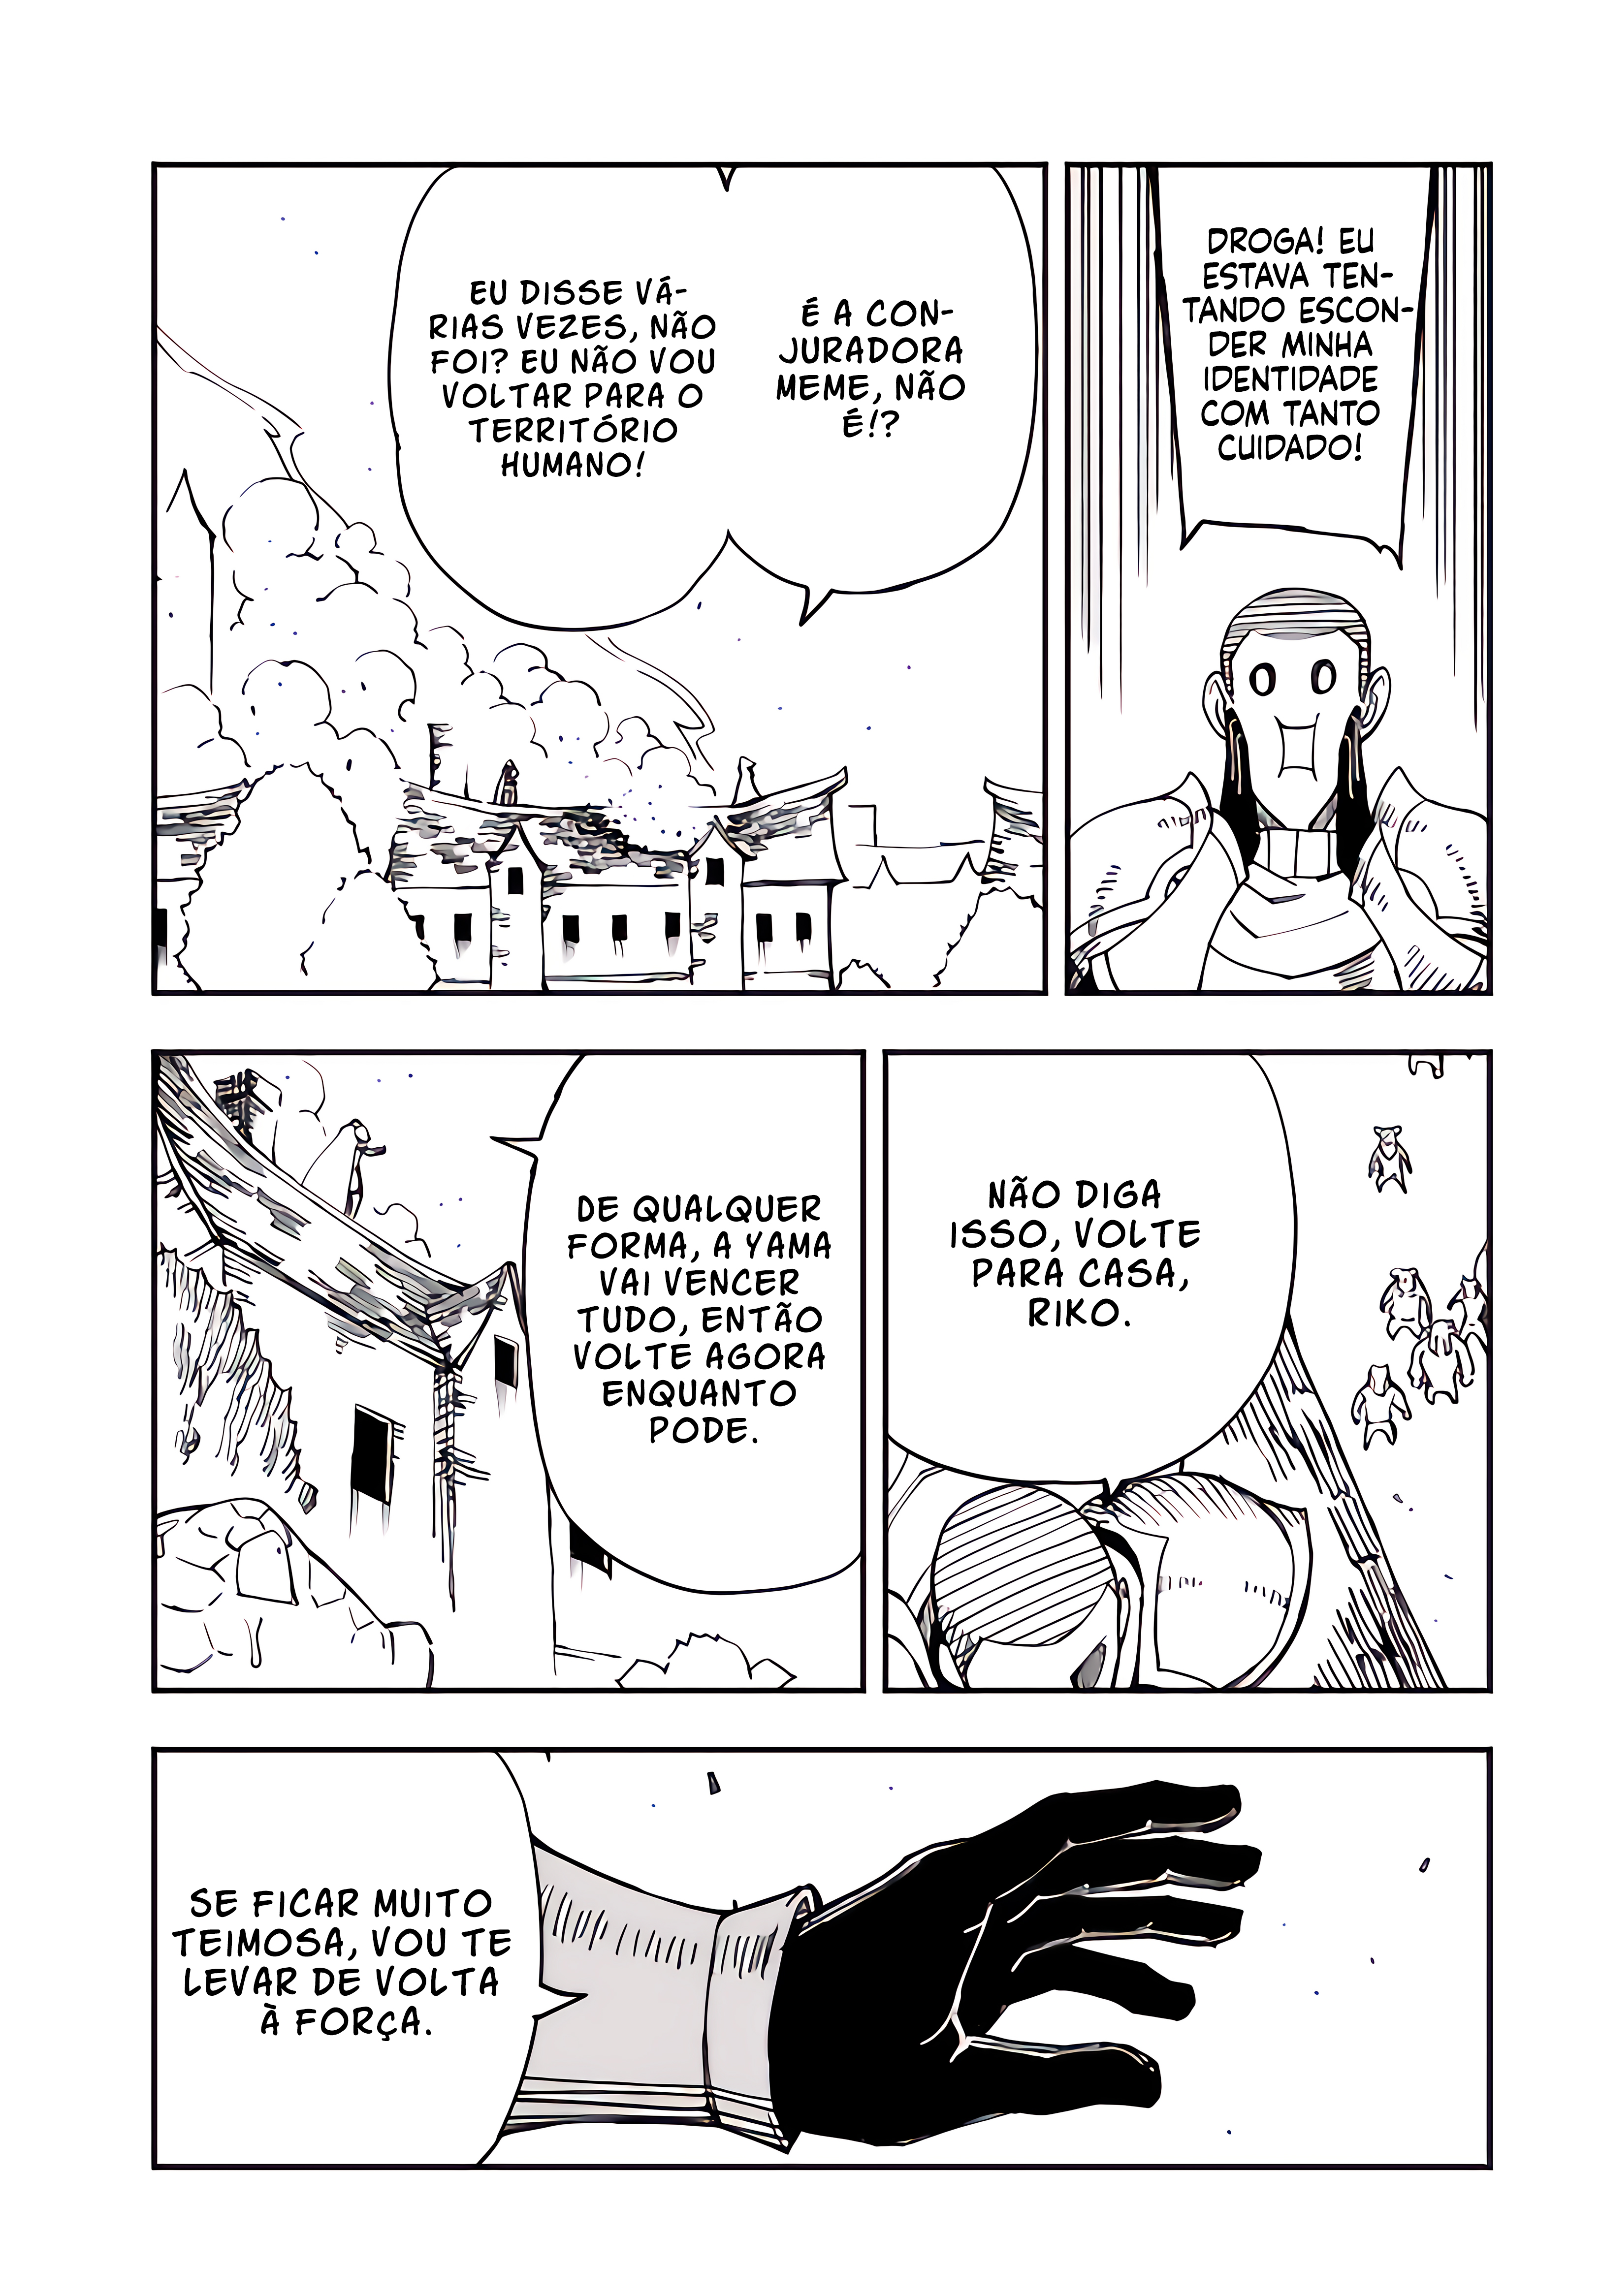 DROGA! EU
ESTAVA TEN-
TANDO ESCON-
DER MINHA
IDENTIDADE
COM TANTO
CUIDADO!
É A CON-
JURADORA
MEME, NÃO
É!?
EU DISSE VÁ-
RIAS VEZES, NÃO
FOI? EU NÃO VOU
VOLTAR PARA O
TERRITÓRIO
HUMANO!
NÃO DIGA
ISSO, VOLTE
PARA CASA,
RIKO.
DE QUALQUER
FORMA, A YAMA
VAI VENCER
TUDO, ENTÃO
VOLTE AGORA
ENQUANTO
PODE.
SE FICAR MUITO
TEIMOSA, VOU TE
LEVAR DE VOLTA
À FORÇA.